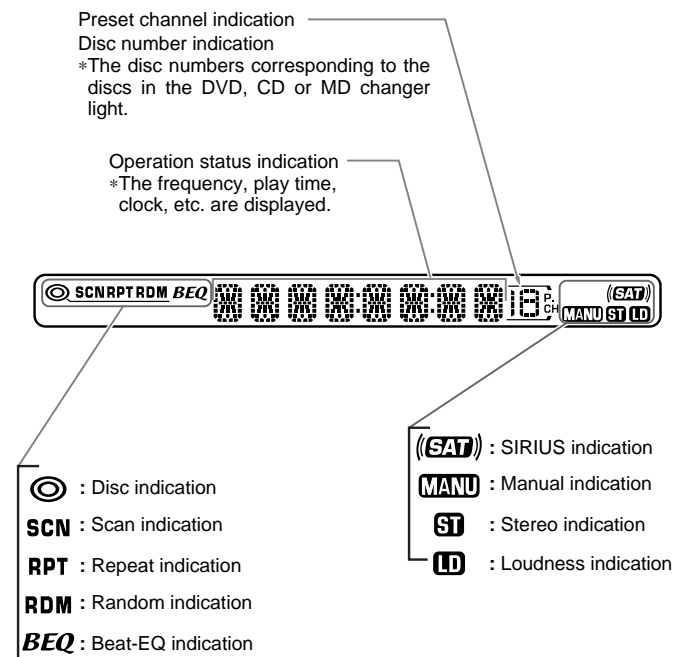 Preset channel indication
Disc number indication
*The disc numbers corresponding to the
discs in the DVD, CD or MD changer
light.
Operation status indication
*The frequency, play time,
clock, etc. are displayed.
SCN RPT RDM BEQ
18 P.CH
SAT
MANU ST LD
: Disc indication
SCN : Scan indication
RPT : Repeat indication
RDM : Random indication
BEQ : Beat-EQ indication
SAT : SIRIUS indication
MANU : Manual indication
ST : Stereo indication
LD : Loudness indication